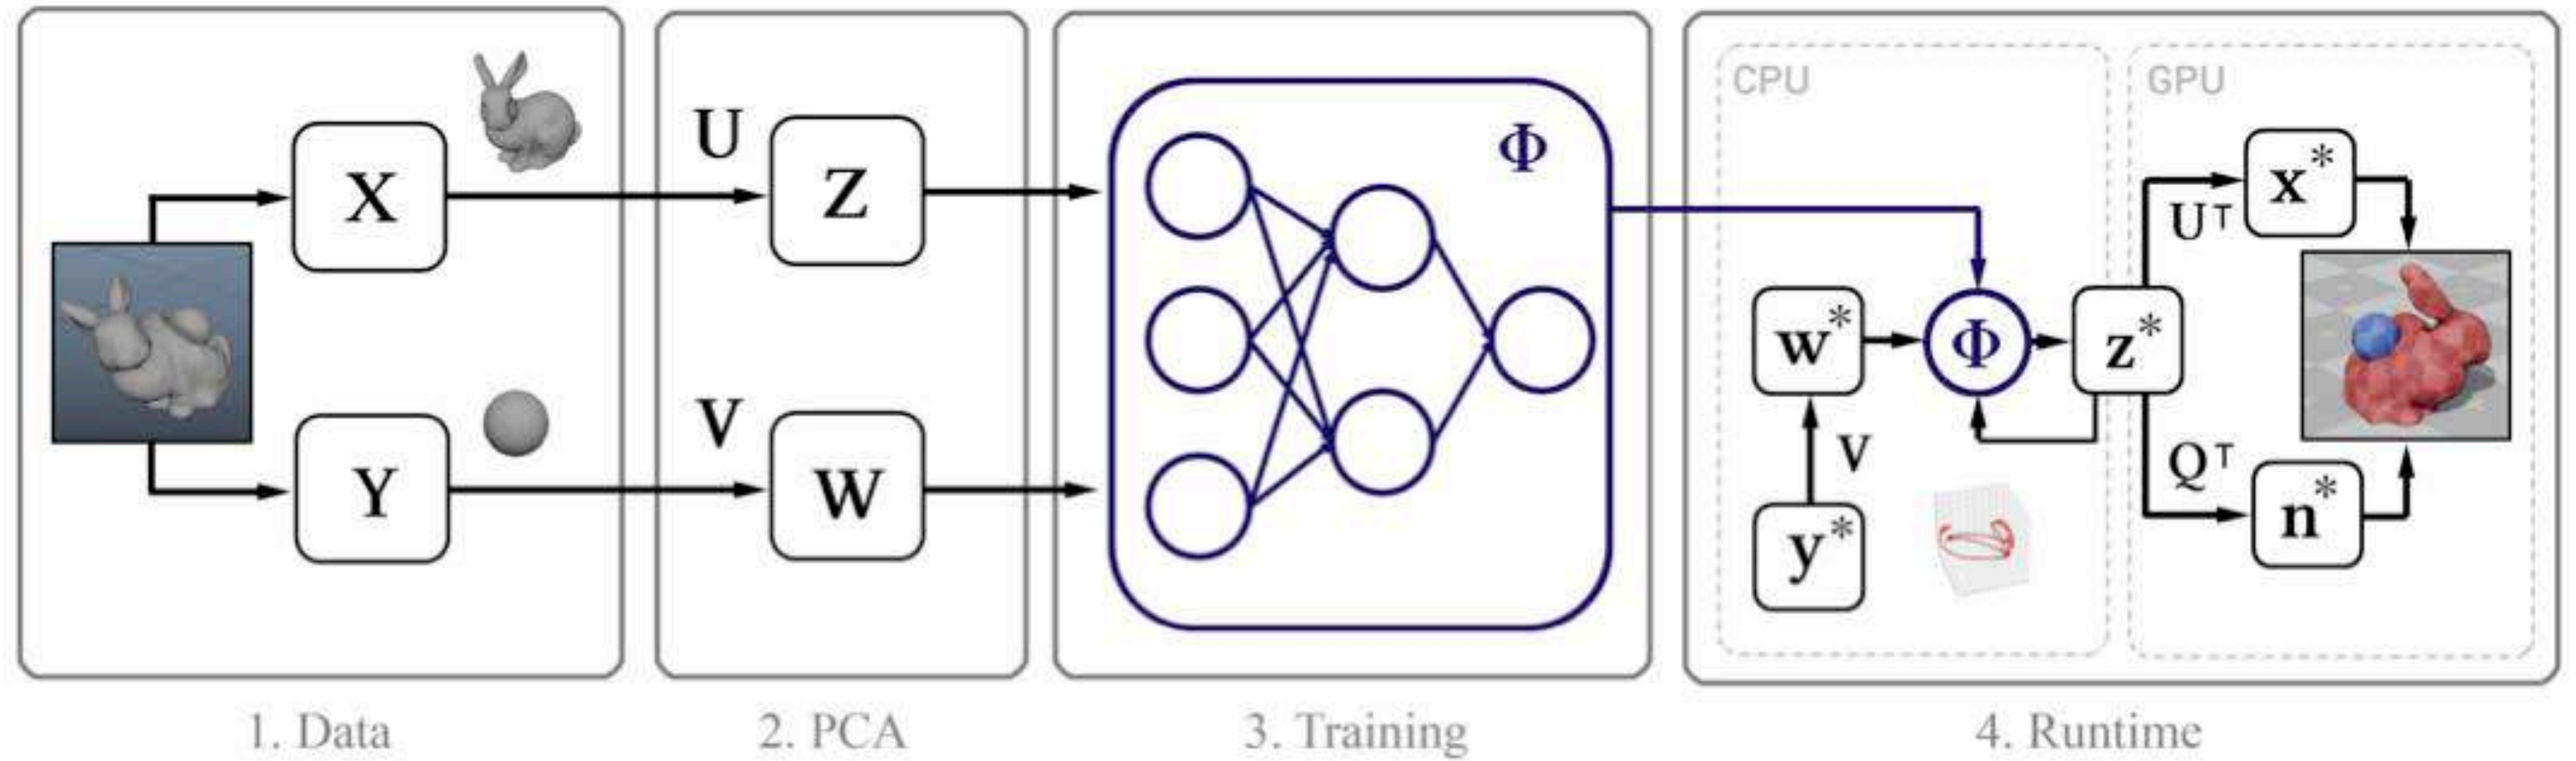 X
U
Z
Φ
Y
V
W
CPU
GPU
x*
Uᵀ
w*
Φ
z*
V
y*
Qᵀ
n*
1. Data
2. PCA
3. Training
4. Runtime